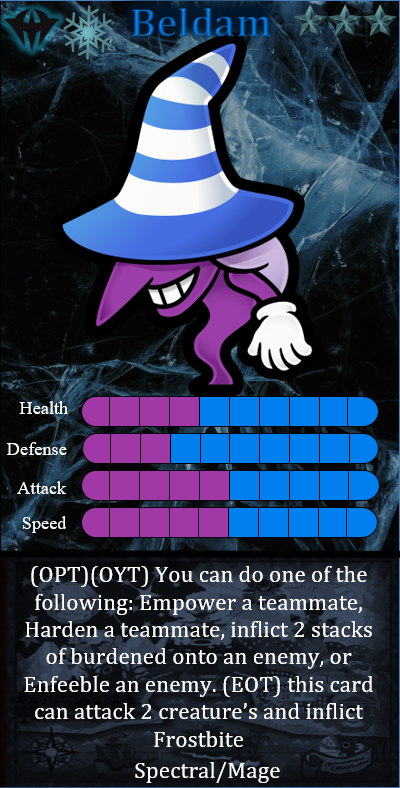 Beldam
Health
Defense
Attack
Speed
(OPT)(OYT) You can do one of the
following: Empower a teammate,
Harden a teammate, inflict 2 stacks
of burdened onto an enemy, or
Enfeeble an enemy. (EOT) this card
can attack 2 creature's and inflict
Frostbite
Spectral/Mage